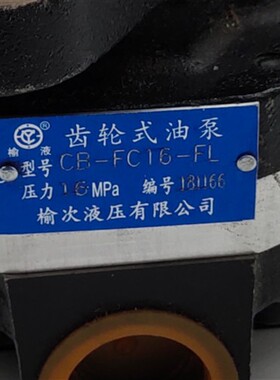 榆 液
®
齿轮式油泵
型号 CB-FC16-FL
压力 16 MPa 编号 181166
榆次液压有限公司